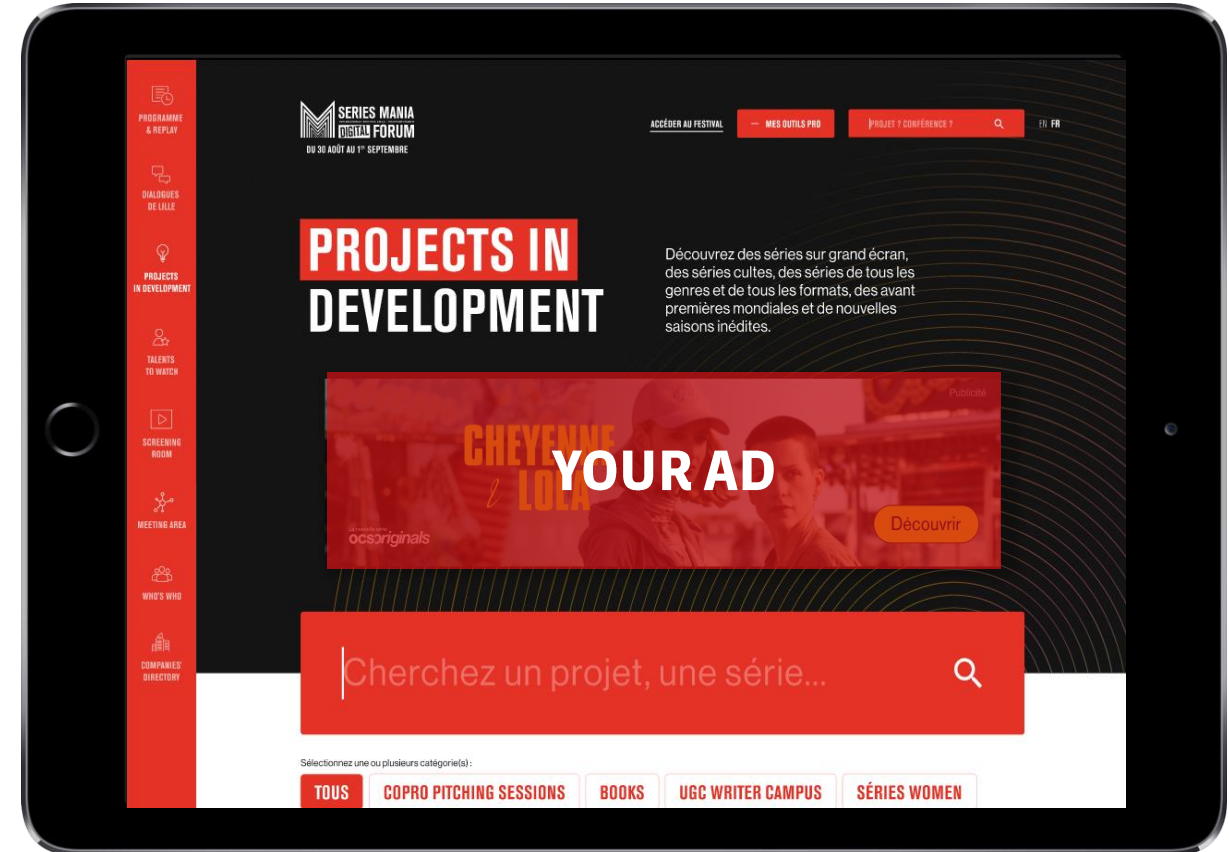 PROGRAMME
& REPLAY
DIALOGUES
DE LILLE
PROJECTS
IN DEVELOPMENT
TALENTS
TO WATCH
SCREENING
ROOM
MEETING AREA
WHO'S WHO
COMPANIES'
DIRECTORY
SERIES MANIA
DIGITAL FORUM
DU 30 AOÛT AU 1ER SEPTEMBRE
ACCÉDER AU FESTIVAL
MES OUTILS PRO
PROJET ? CONFÉRENCE ?
EN FR
PROJECTS IN
DEVELOPMENT
Découvrez des séries sur grand écran,
des séries cultes, des séries de tous les
genres et de tous les formats, des avant
premières mondiales et de nouvelles
saisons inédites.
Publicité
CHEYENNE
& LOLA
YOUR AD
ocsoriginals
Découvrir
Cherchez un projet, une série...
Sélectionnez une ou plusieurs catégorie(s) :
TOUS
COPRO PITCHING SESSIONS
BOOKS
UGC WRITER CAMPUS
SÉRIES WOMEN